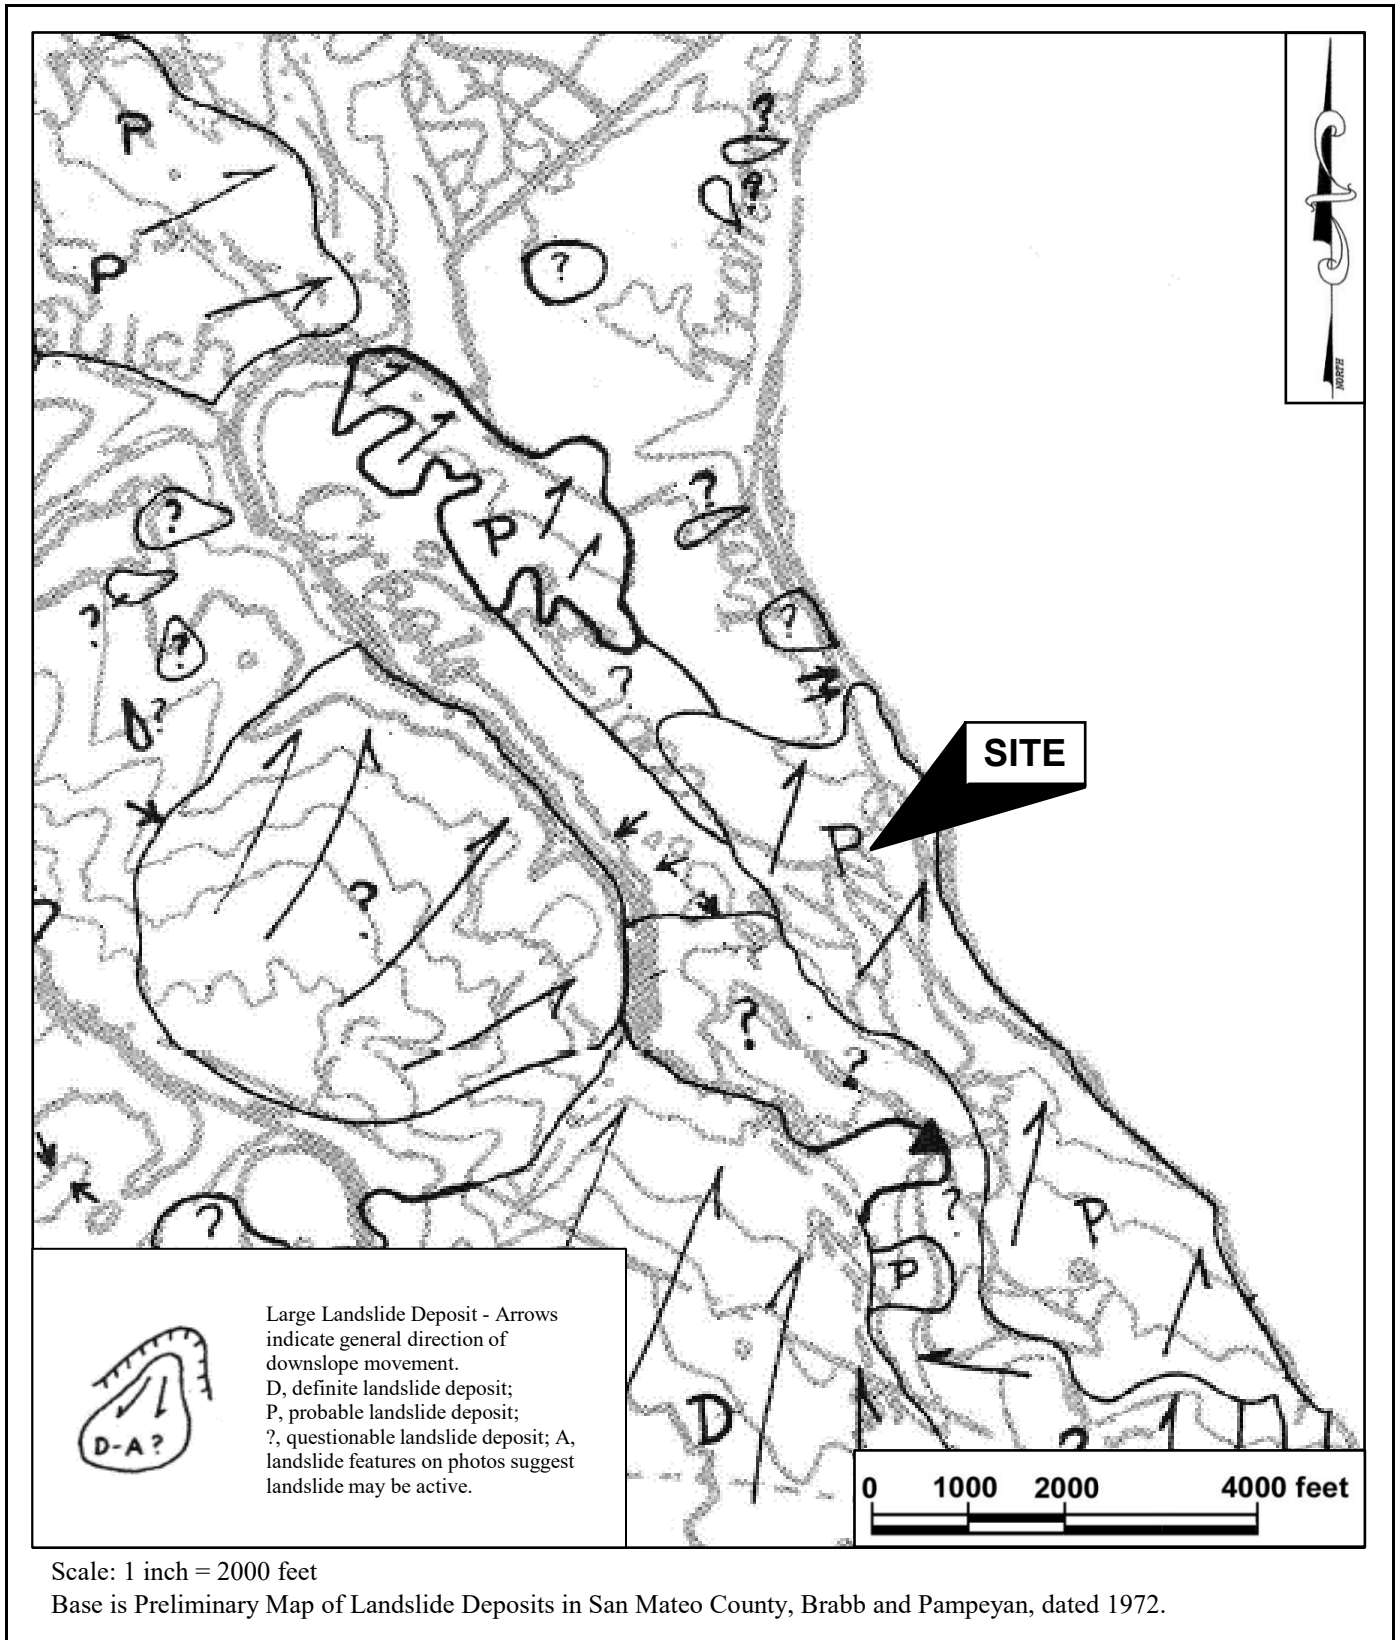 P
?
?
NORTH
P
?
ulch
?
?
P
?
?
?
?
?
SITE
P
?
?
?
?
P
?
P
D
?
D-A?
Large Landslide Deposit - Arrows
indicate general direction of
downslope movement.
D, definite landslide deposit;
P, probable landslide deposit;
?, questionable landslide deposit; A,
landslide features on photos suggest
landslide may be active.
0 1000 2000 4000 feet
Scale: 1 inch = 2000 feet
Base is Preliminary Map of Landslide Deposits in San Mateo County, Brabb and Pampeyan, dated 1972.